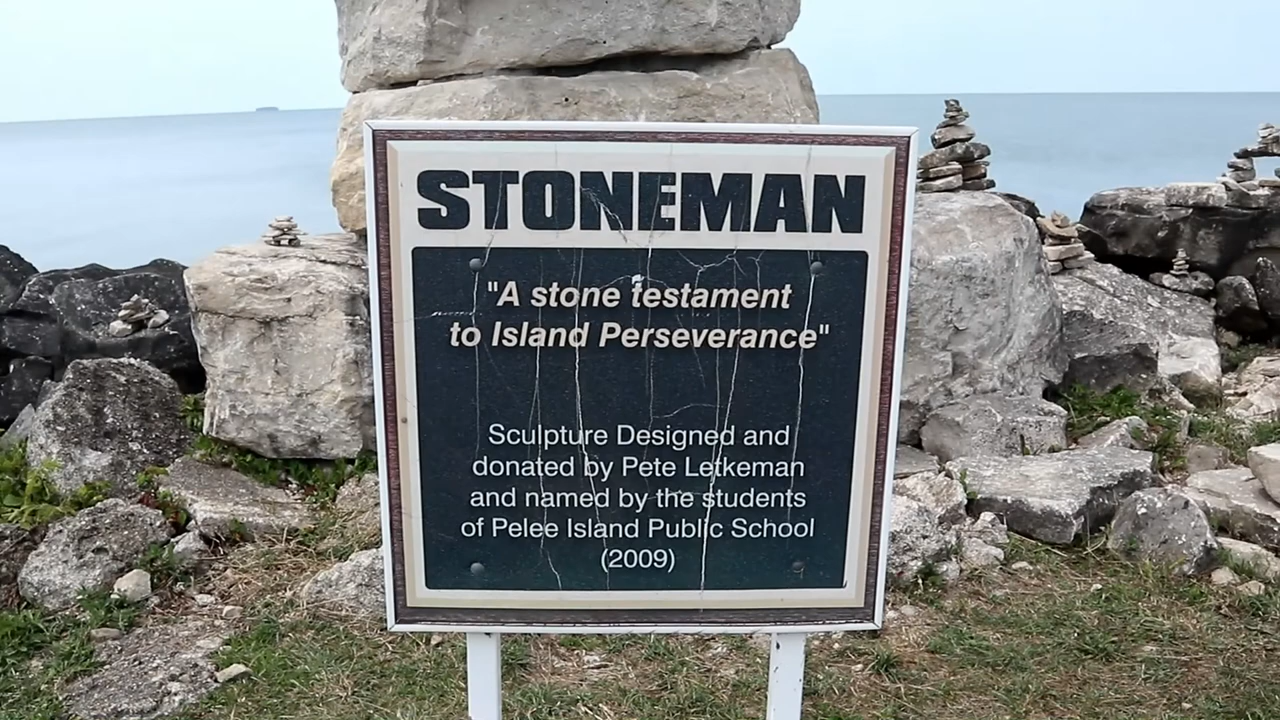 STONEMAN
"A stone testament
to Island Perseverance"
Sculpture Designed and
donated by Pete Letkeman
and named by the students
of Pelee Island Public School
(2009)